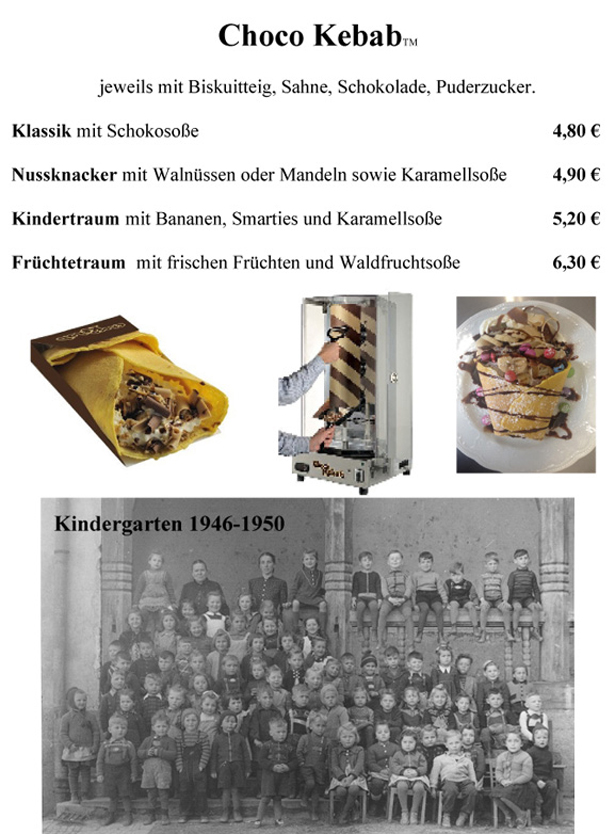 Choco Kebab™
jeweils mit Biskuitteig, Sahne, Schokolade, Puderzucker.
Klassik mit Schokosoße 4,80 €
Nussknacker mit Walnüssen oder Mandeln sowie Karamellsoße 4,90 €
Kindertraum mit Bananen, Smarties und Karamellsoße 5,20 €
Früchtetraum mit frischen Früchten und Waldfruchtsoße 6,30 €
Kindergarten 1946-1950